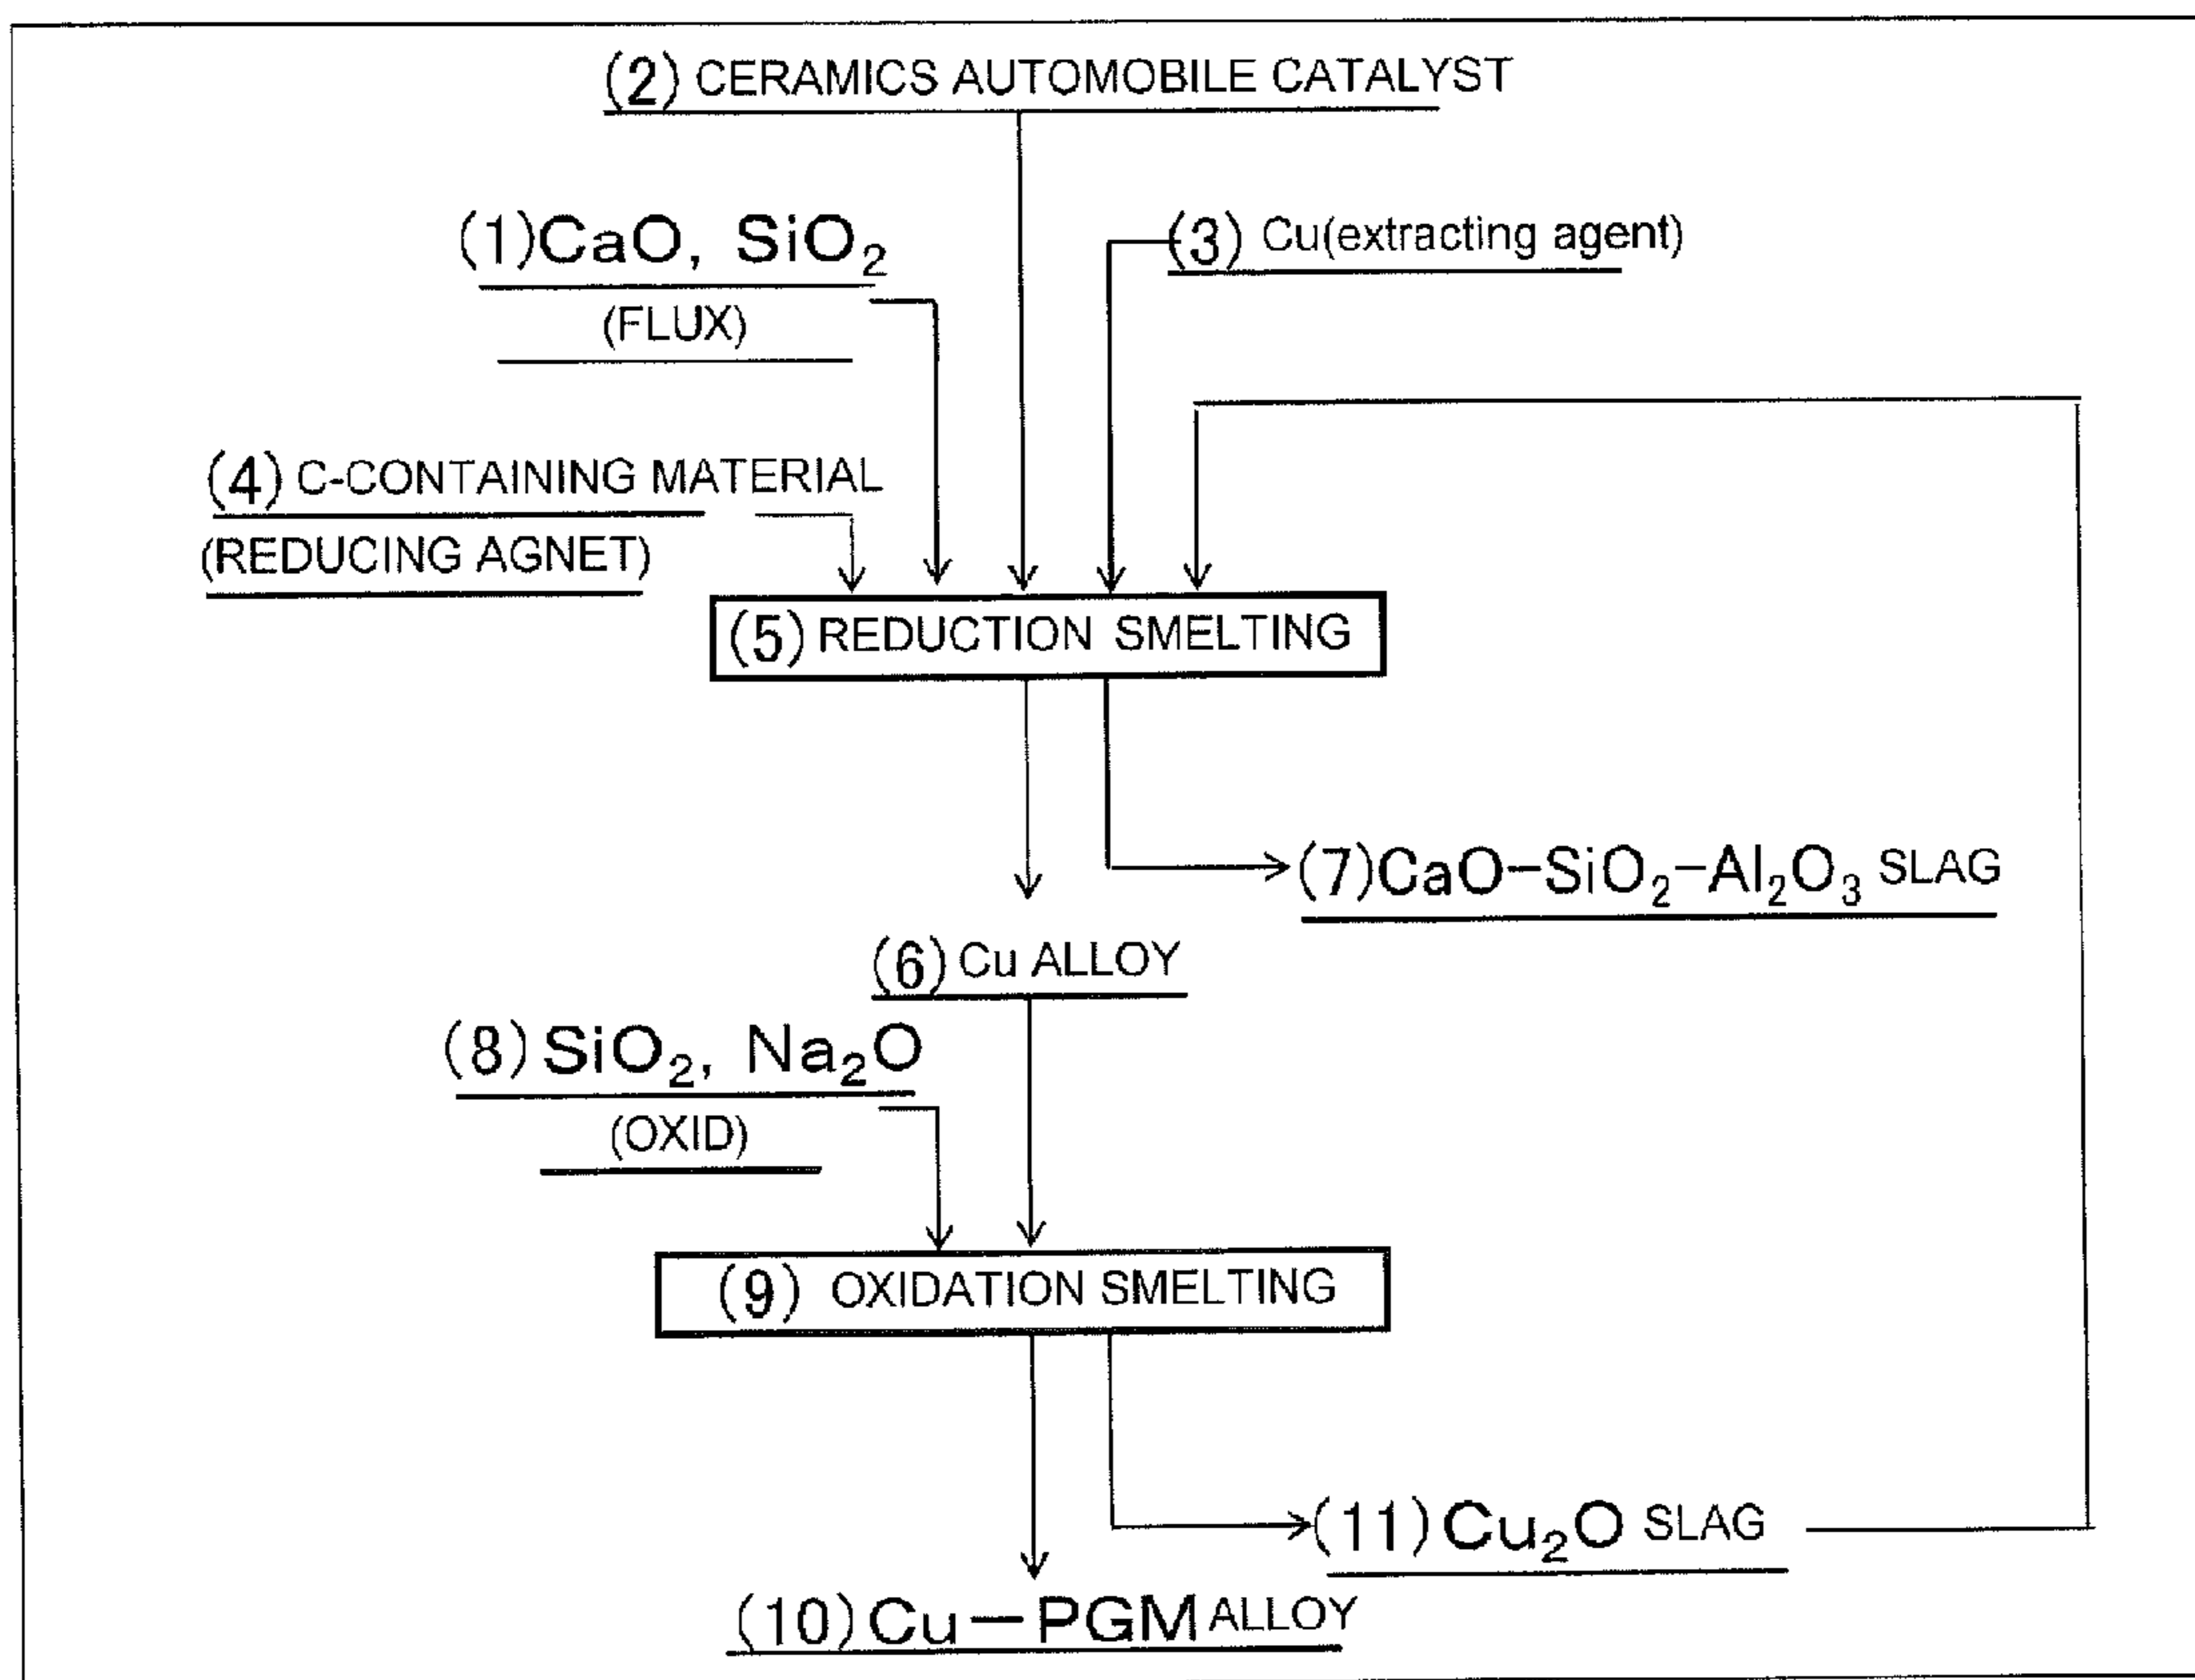 (2) CERAMICS AUTOMOBILE CATALYST
(1)CaO, SiO₂
(FLUX)
(3) Cu(extracting agent)
(4) C-CONTAINING MATERIAL
(REDUCING AGNET)
(5) REDUCTION SMELTING
(7)CaO-SiO₂-Al₂O₃ SLAG
(6) Cu ALLOY
(8) SiO₂, Na₂O
(OXID)
(9) OXIDATION SMELTING
(11) Cu₂O SLAG
(10) Cu-PGM ALLOY